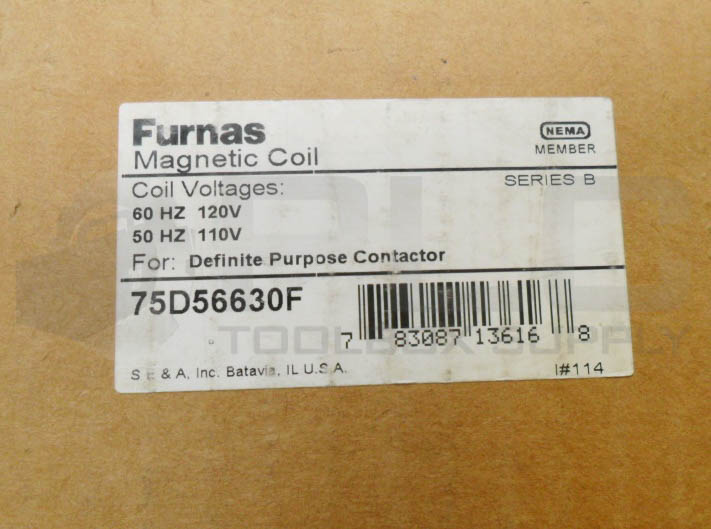 Furnas
NEMA
Magnetic Coil
MEMBER
Coil Voltages:
SERIES B
60 HZ 120V
50 HZ 110V
For: Definite Purpose Contactor
75D56630F
7 83087 13616 8
S E & A, Inc. Batavia, IL U.S.A.
I#114
PLC
TOOLBOX SUPPLY